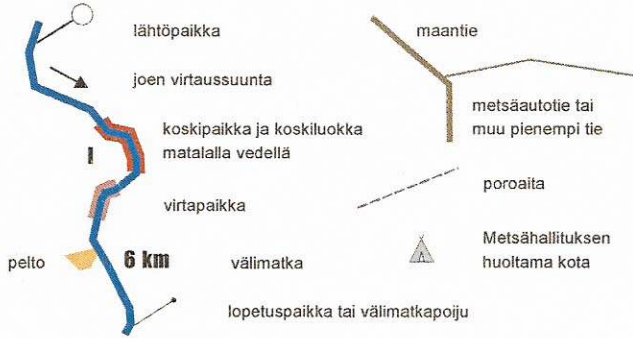 lähtöpaikka
joen virtaussuunta
koskipaikka ja koskiluokka
matalalla vedellä
I
virtapaikka
pelto
6 km
välimatka
lopetuspaikka tai välimatkapoiju
maantie
metsäautotie tai
muu pienempi tie
poroaita
Metsähallituksen
huoltama kota